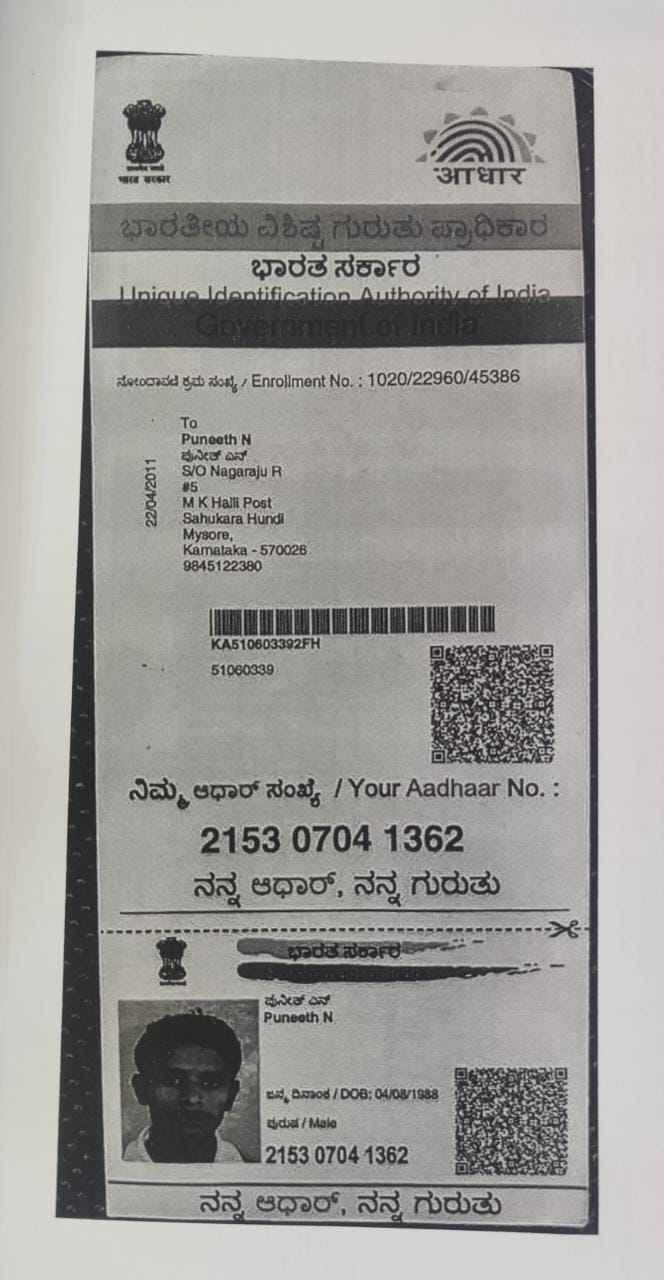 भारत सरकार
आधार
ಭಾರತೀಯ ವಿಶಿಷ್ಟ ಗುರುತು ಪ್ರಾಧಿಕಾರ
ಭಾರತ ಸರ್ಕಾರ
Unique Identification Authority of India
Government of India
ನೋಂದಾವಣಿ ಕ್ರಮ ಸಂಖ್ಯೆ / Enrollment No. : 1020/22960/45386
To
Puneeth N
ಪುನೀತ್ ಎನ್
S/O Nagaraju R
#5
M K Halli Post
Sahukara Hundi
Mysore,
Karnataka - 570026
9845122380
22/04/2011
KA510603392FH
51060339
ನಿಮ್ಮ ಆಧಾರ್ ಸಂಖ್ಯೆ / Your Aadhaar No. :
2153 0704 1362
ನನ್ನ ಆಧಾರ್, ನನ್ನ ಗುರುತು
ಭಾರತ ಸರ್ಕಾರ
ಪುನೀತ್ ಎನ್
Puneeth N
ಜನ್ಮ ದಿನಾಂಕ / DOB: 04/08/1988
ಪುರುಷ / Male
2153 0704 1362
ನನ್ನ ಆಧಾರ್, ನನ್ನ ಗುರುತು